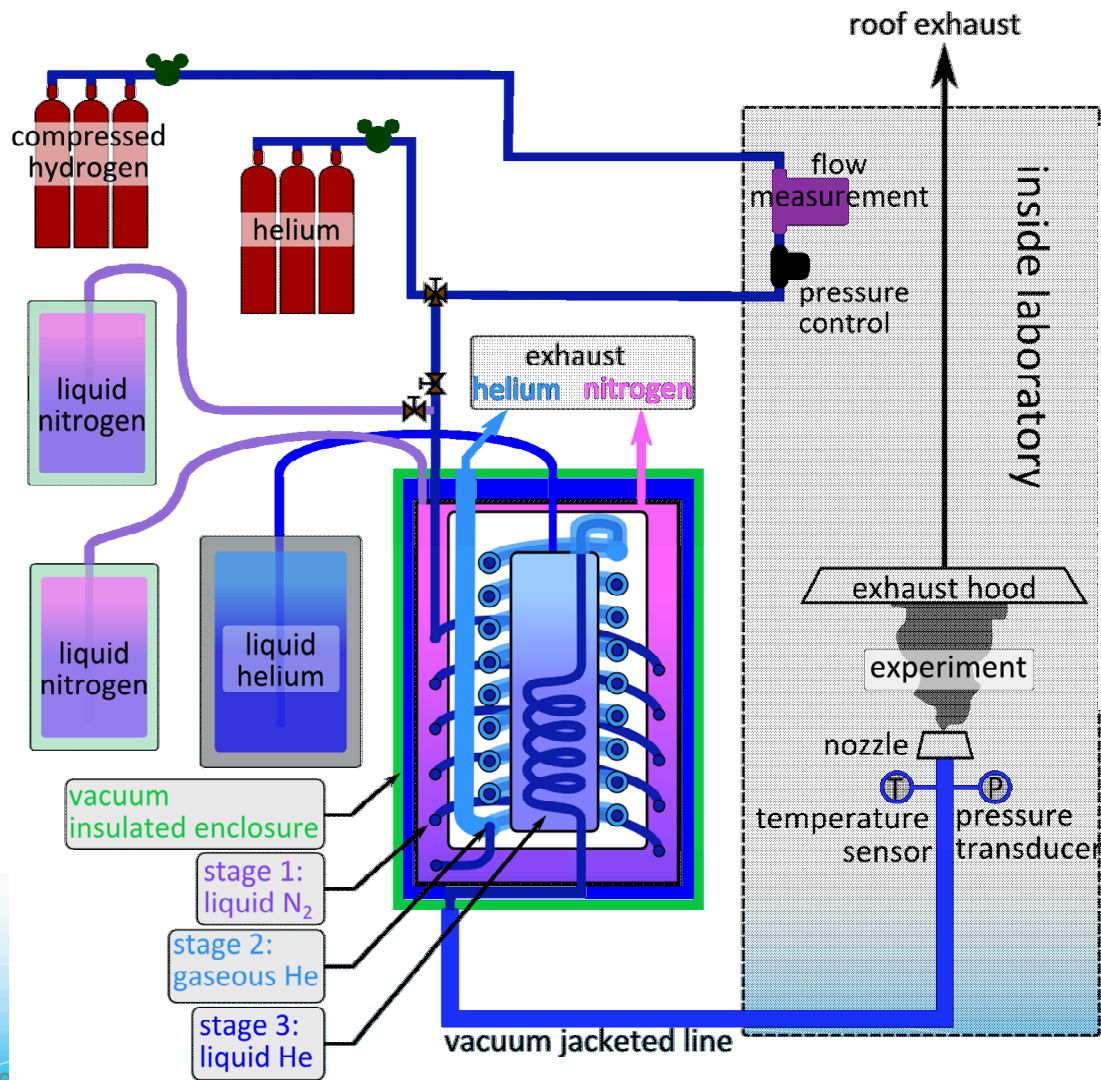 roof exhaust
compressed
hydrogen
helium
flow
measurement
pressure
control
inside laboratory
exhaust
helium nitrogen
liquid
nitrogen
liquid
nitrogen
liquid
helium
exhaust hood
experiment
nozzle
T
P
temperature
sensor
pressure
transducer
vacuum
insulated enclosure
stage 1:
liquid N₂
stage 2:
gaseous He
stage 3:
liquid He
vacuum jacketed line